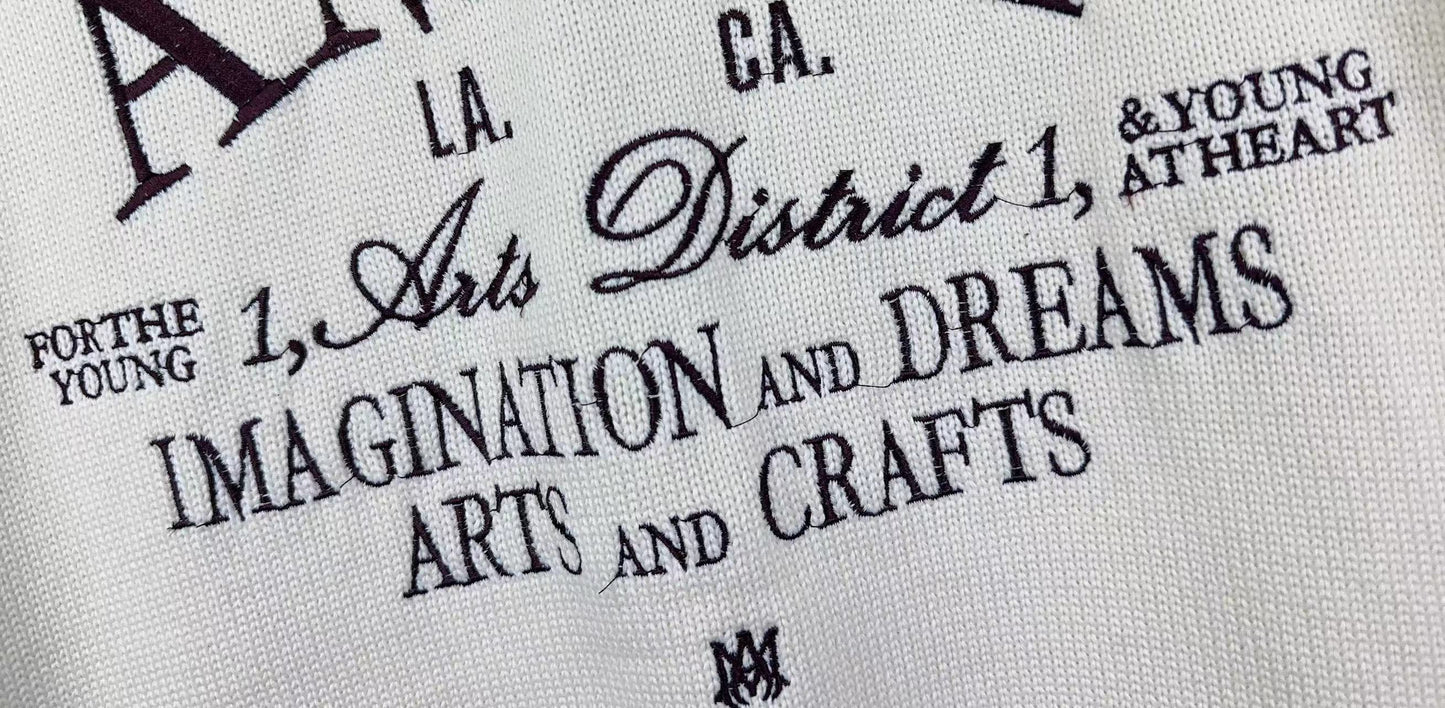 LA. CA.
FOR THE YOUNG 1, Arts District 1, & YOUNG AT HEART
IMAGINATION AND DREAMS
ARTS AND CRAFTS